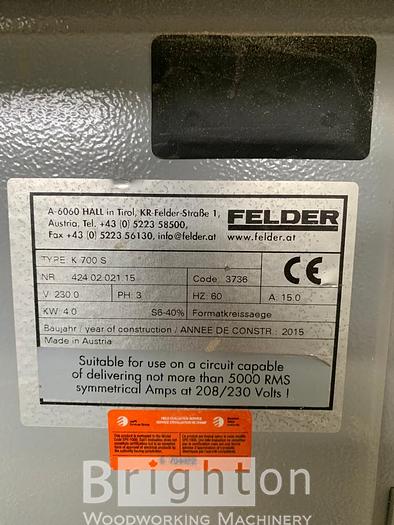 A-6060 HALL in Tirol, KR-Felder-Straße 1,
Austria, Tel. +43 (0) 5223 58500,
Fax +43 (0) 5223 56130, info@felder.at
FELDER
www.felder.at
TYPE: K 700 S
NR. 424.02.021.15 Code: 3736
V: 230.0 PH: 3 HZ: 60 A: 15.0
KW: 4.0 S6-40% Formatkreissaege
Baujahr / year of construction / ANNEE DE CONSTR.: 2015
Made in Austria
CE
Suitable for use on a circuit capable
of delivering not more than 5000 RMS
symmetrical Amps at 208/230 Volts !
FIELD EVALUATION SERVICE
Brighton
WOODWORKING MACHINERY